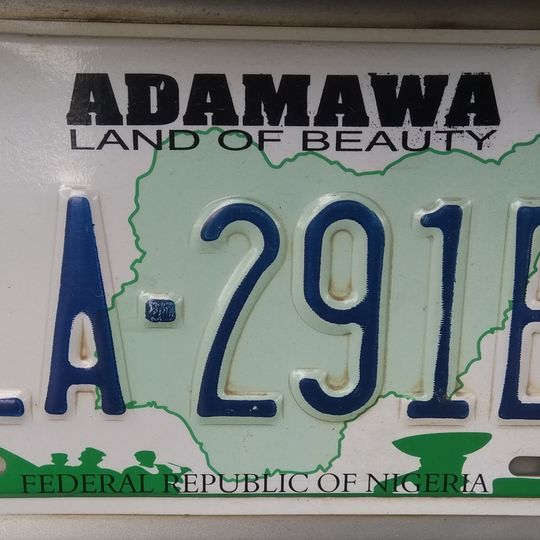 ADAMAWA
LAND OF BEAUTY
A-291
FEDERAL REPUBLIC OF NIGERIA